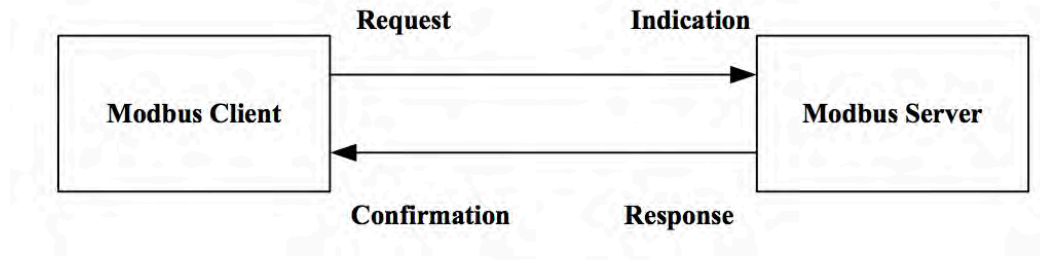 Request Indication
Modbus Client Modbus Server
Confirmation Response